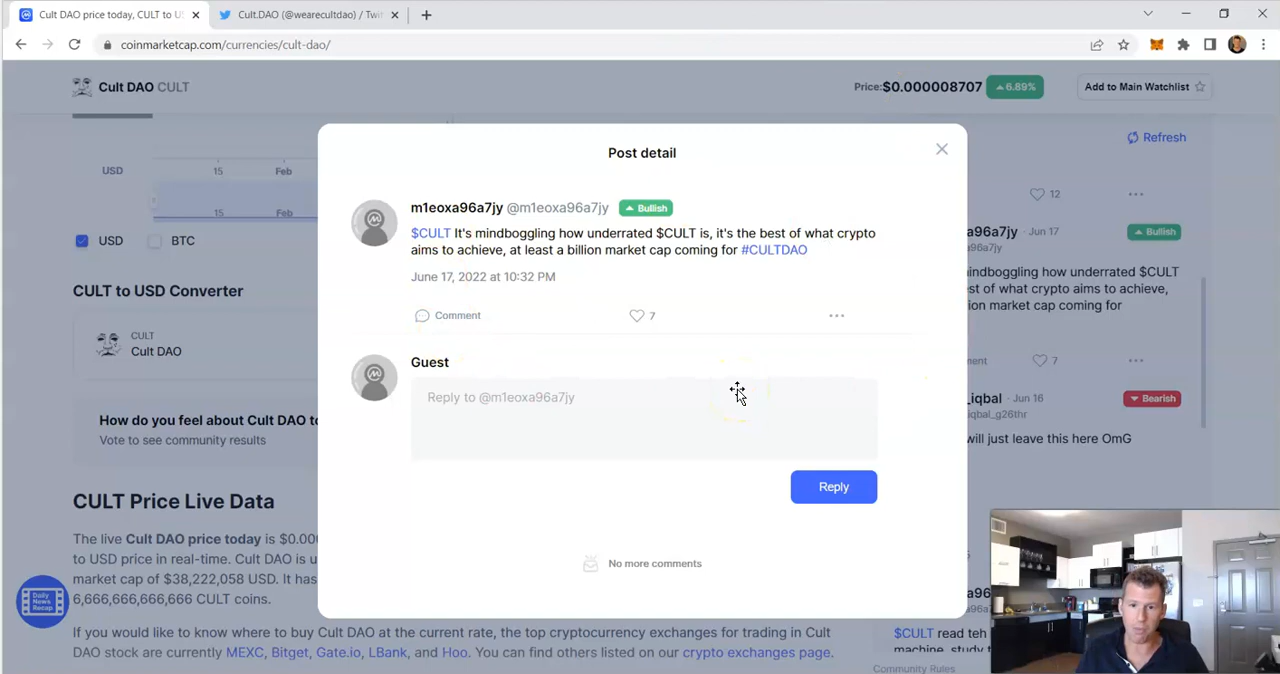 Cult DAO price today, CULT to U
Cult.DAO (@wearecultdao) / Twit
coinmarketcap.com/currencies/cult-dao/
Cult DAO CULT
Price:$0.000008707 6.89%
Add to Main Watchlist
USD
15 Feb
15 Feb
USD BTC
CULT to USD Converter
CULT
Cult DAO
How do you feel about Cult DAO to
Vote to see community results
CULT Price Live Data
The live Cult DAO price today is $0.000
to USD price in real-time. Cult DAO is u
market cap of $38,222,058 USD. It has
6,666,666,666,666 CULT coins.
If you would like to know where to buy Cult DAO at the current rate, the top cryptocurrency exchanges for trading in Cult
DAO stock are currently MEXC, Bitget, Gate.io, LBank, and Hoo. You can find others listed on our crypto exchanges page.
Daily
News
Recap
Post detail
m1eoxa96a7jy @m1eoxa96a7jy Bullish
$CULT It's mindboggling how underrated $CULT is, it's the best of what crypto
aims to achieve, at least a billion market cap coming for #CULTDAO
June 17, 2022 at 10:32 PM
Comment 7
Guest
Reply to @m1eoxa96a7jy
Reply
No more comments
Refresh
12
a96a7jy Jun 17 Bullish
a96a7jy
mindboggling how underrated $CULT
est of what crypto aims to achieve,
ion market cap coming for
ment 7
_iqbal Jun 16 Bearish
iqbal_g26thr
will just leave this here OmG
a96
$CULT read teh
machine, study t
Community Rules